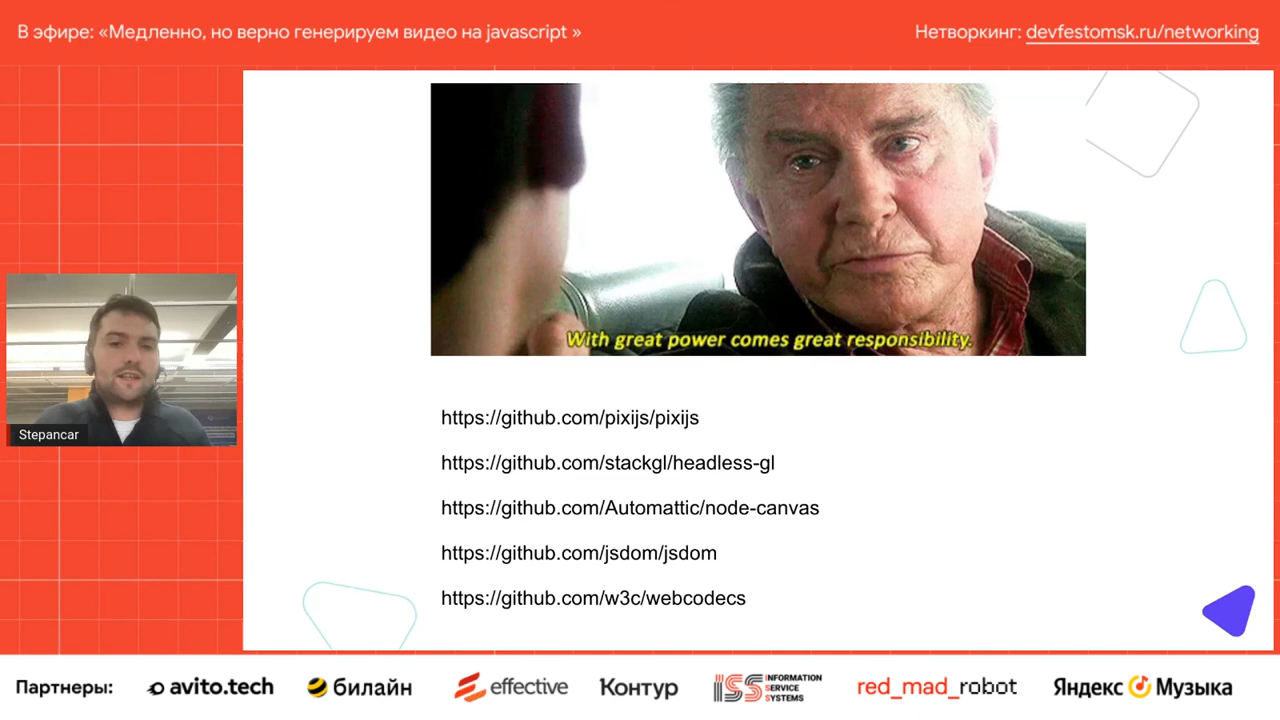 В эфире: «Медленно, но верно генерируем видео на javascript »
Нетворкинг: devfestomsk.ru/networking
With great power comes great responsibility.
Stepancar
https://github.com/pixijs/pixijs
https://github.com/stackgl/headless-gl
https://github.com/Automattic/node-canvas
https://github.com/jsdom/jsdom
https://github.com/w3c/webcodecs
Партнеры:
avito.tech
билайн
effective
Контур
ISS INFORMATION
SERVICE
SYSTEMS
red_mad_robot
Яндекс Музыка